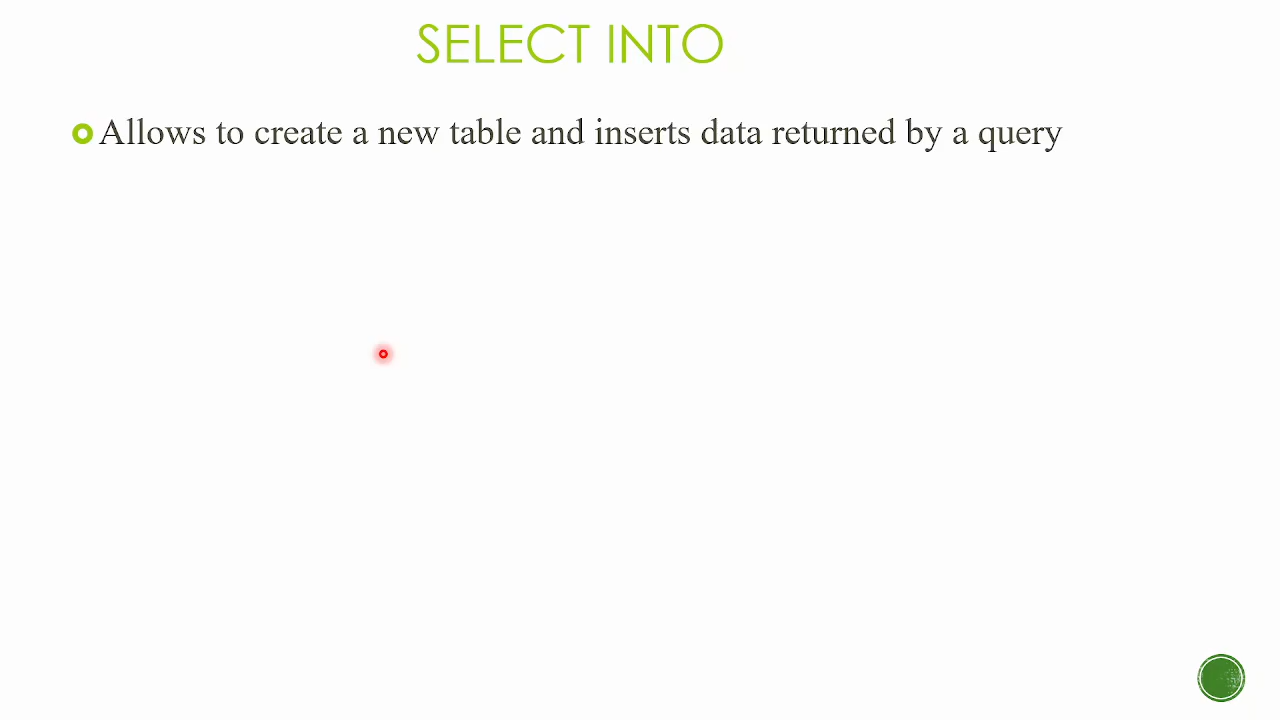 SELECT INTO
Allows to create a new table and inserts data returned by a query